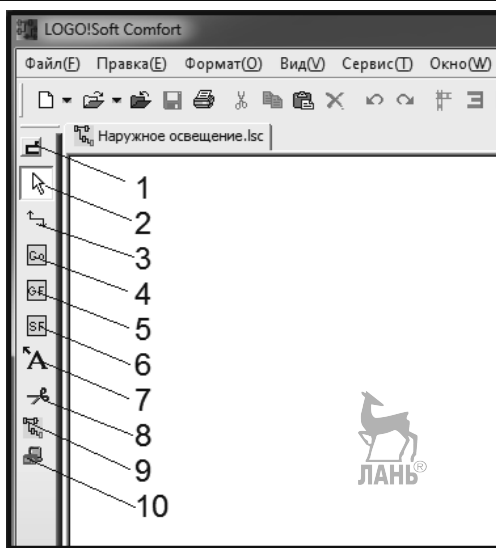 LOGO!Soft Comfort
Файл(F) Правка(E) Формат(O) Вид(V) Сервис(T) Окно(W)
Наружное освещение.lsc
1
2
3
Co
4
GF
5
SF
6
A
7
8
9
10
ЛАНЬ®